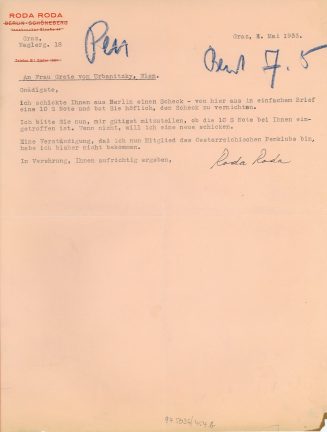 RODA RODA
BERLIN-SCHÖNEBERG
Graz,
Naglerg. 18
Pen
Graz, 2. Mai 1933.
7.5
An Frau Grete von Urbanitzky, Wien.
Gnädigste,
Ich schickte Ihnen aus Berlin einen Scheck - von hier aus in einfachem Brief
eine 10 S Note und bat Sie höflich, den Scheck zu vernichten.
Ich bitte Sie nun, mir gütigst mitzuteilen, ob die 10 S Note bei Ihnen ein-
getroffen ist. Wenn nicht, will ich eine neue schicken.
Eine Verständigung, daß ich nun Mitglied des Oesterreichischen Penklubs bin,
habe ich bisher nicht bekommen.
In Verehrung, Ihnen aufrichtig ergeben,
Roda Roda